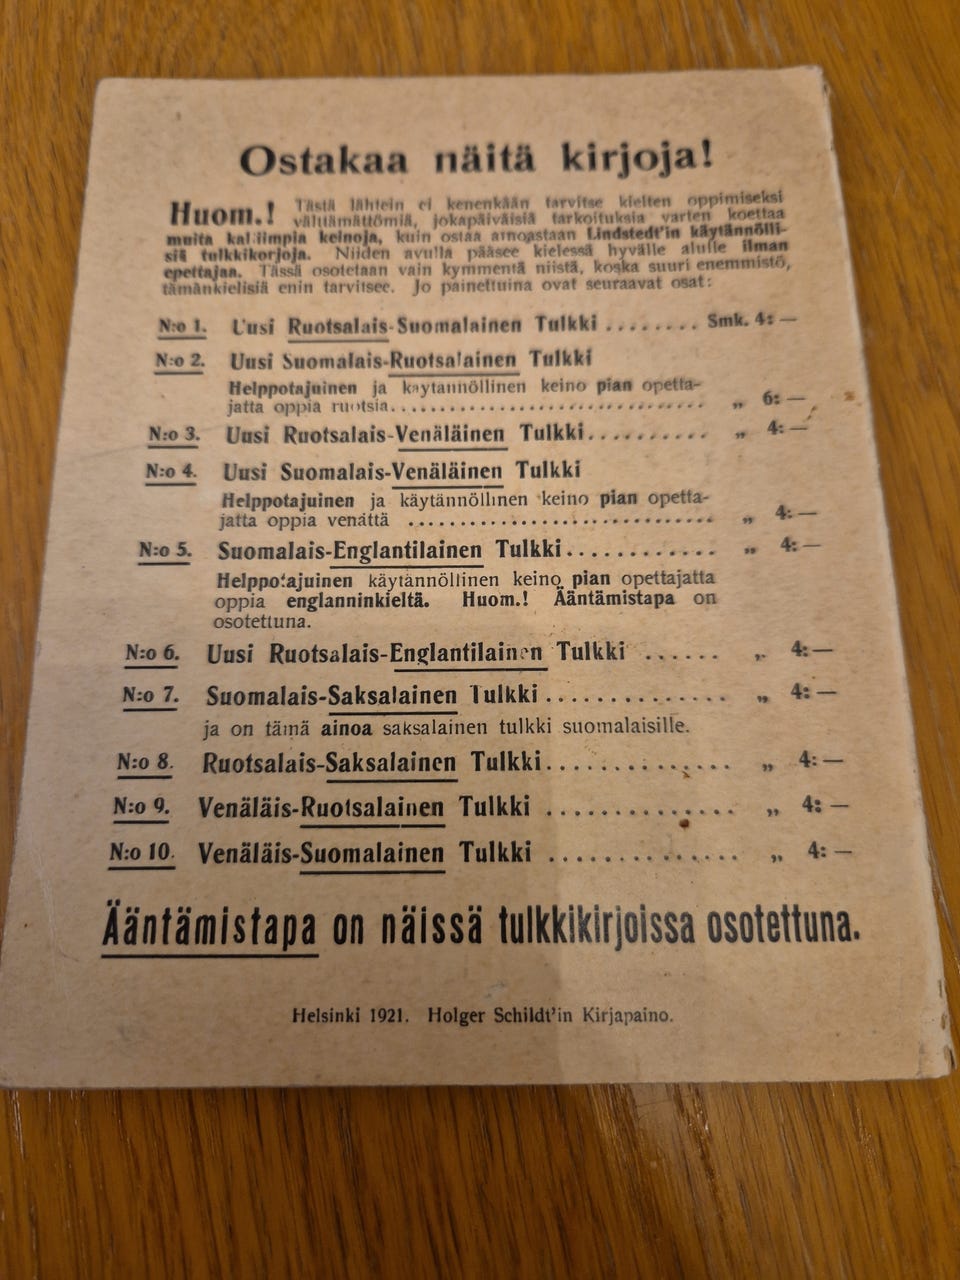 Ostakaa näitä kirjoja!
Huom.! Tästä lähtein ei kenenkään tarvitse kielten oppimiseksi
välttämättömiä, jokapäiväisiä tarkoituksia varten koettaa
muita kalliimpia keinoja, kuin ostaa ainoastaan Lindstedt'in käytännölli-
siä tulkkikorjoja. Niiden avulla pääsee kielessä hyvälle alulle ilman
epettajaa. Tässä osotetaan vain kymmentä niistä, koska suuri enemmistö,
tämänkielisiä enin tarvitsee. Jo painettuina ovat seuraavat osat:
N:o 1. Uusi Ruotsalais-Suomalainen Tulkki ........ Smk. 4: —
N:o 2. Uusi Suomalais-Ruotsalainen Tulkki
Helppotajuinen ja käytännöllinen keino pian opetta-
jatta oppia ruotsia.............................. „ 6: —
N:o 3. Uusi Ruotsalais-Venäläinen Tulkki.......... „ 4: —
N:o 4. Uusi Suomalais-Venäläinen Tulkki
Helppotajuinen ja käytännöllinen keino pian opetta-
jatta oppia venättä ............................. „ 4: —
N:o 5. Suomalais-Englantilainen Tulkki............ „ 4: —
Helppotajuinen käytännöllinen keino pian opettajatta
oppia englanninkieltä. Huom.! Ääntämistapa on
osotettuna.
N:o 6. Uusi Ruotsalais-Englantilainen Tulkki ...... „ 4: —
N:o 7. Suomalais-Saksalainen Tulkki.............. „ 4: —
ja on tämä ainoa saksalainen tulkki suomalaisille.
N:o 8. Ruotsalais-Saksalainen Tulkki.............. „ 4: —
N:o 9. Venäläis-Ruotsalainen Tulkki .............. „ 4: —
N:o 10. Venäläis-Suomalainen Tulkki .............. „ 4: —
Ääntämistapa on näissä tulkkikirjoissa osotettuna.
Helsinki 1921. Holger Schildt'in Kirjapaino.